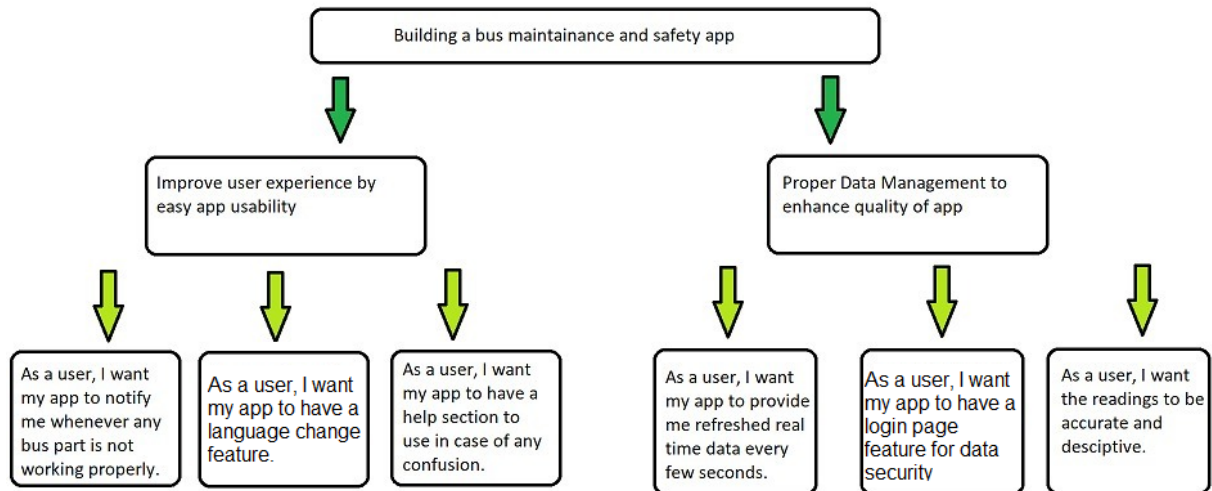 Building a bus maintainance and safety app
Improve user experience by
easy app usability
Proper Data Management to
enhance quality of app
As a user, I want
my app to notify
me whenever any
bus part is not
working properly.
As a user, I want
my app to have a
language change
feature.
As a user, I want
my app to have a
help section to
use in case of any
confusion.
As a user, I want
my app to provide
me refreshed real
time data every
few seconds.
As a user, I want
my app to have a
login page
feature for data
security
As a user, I want
the readings to be
accurate and
desciptive.